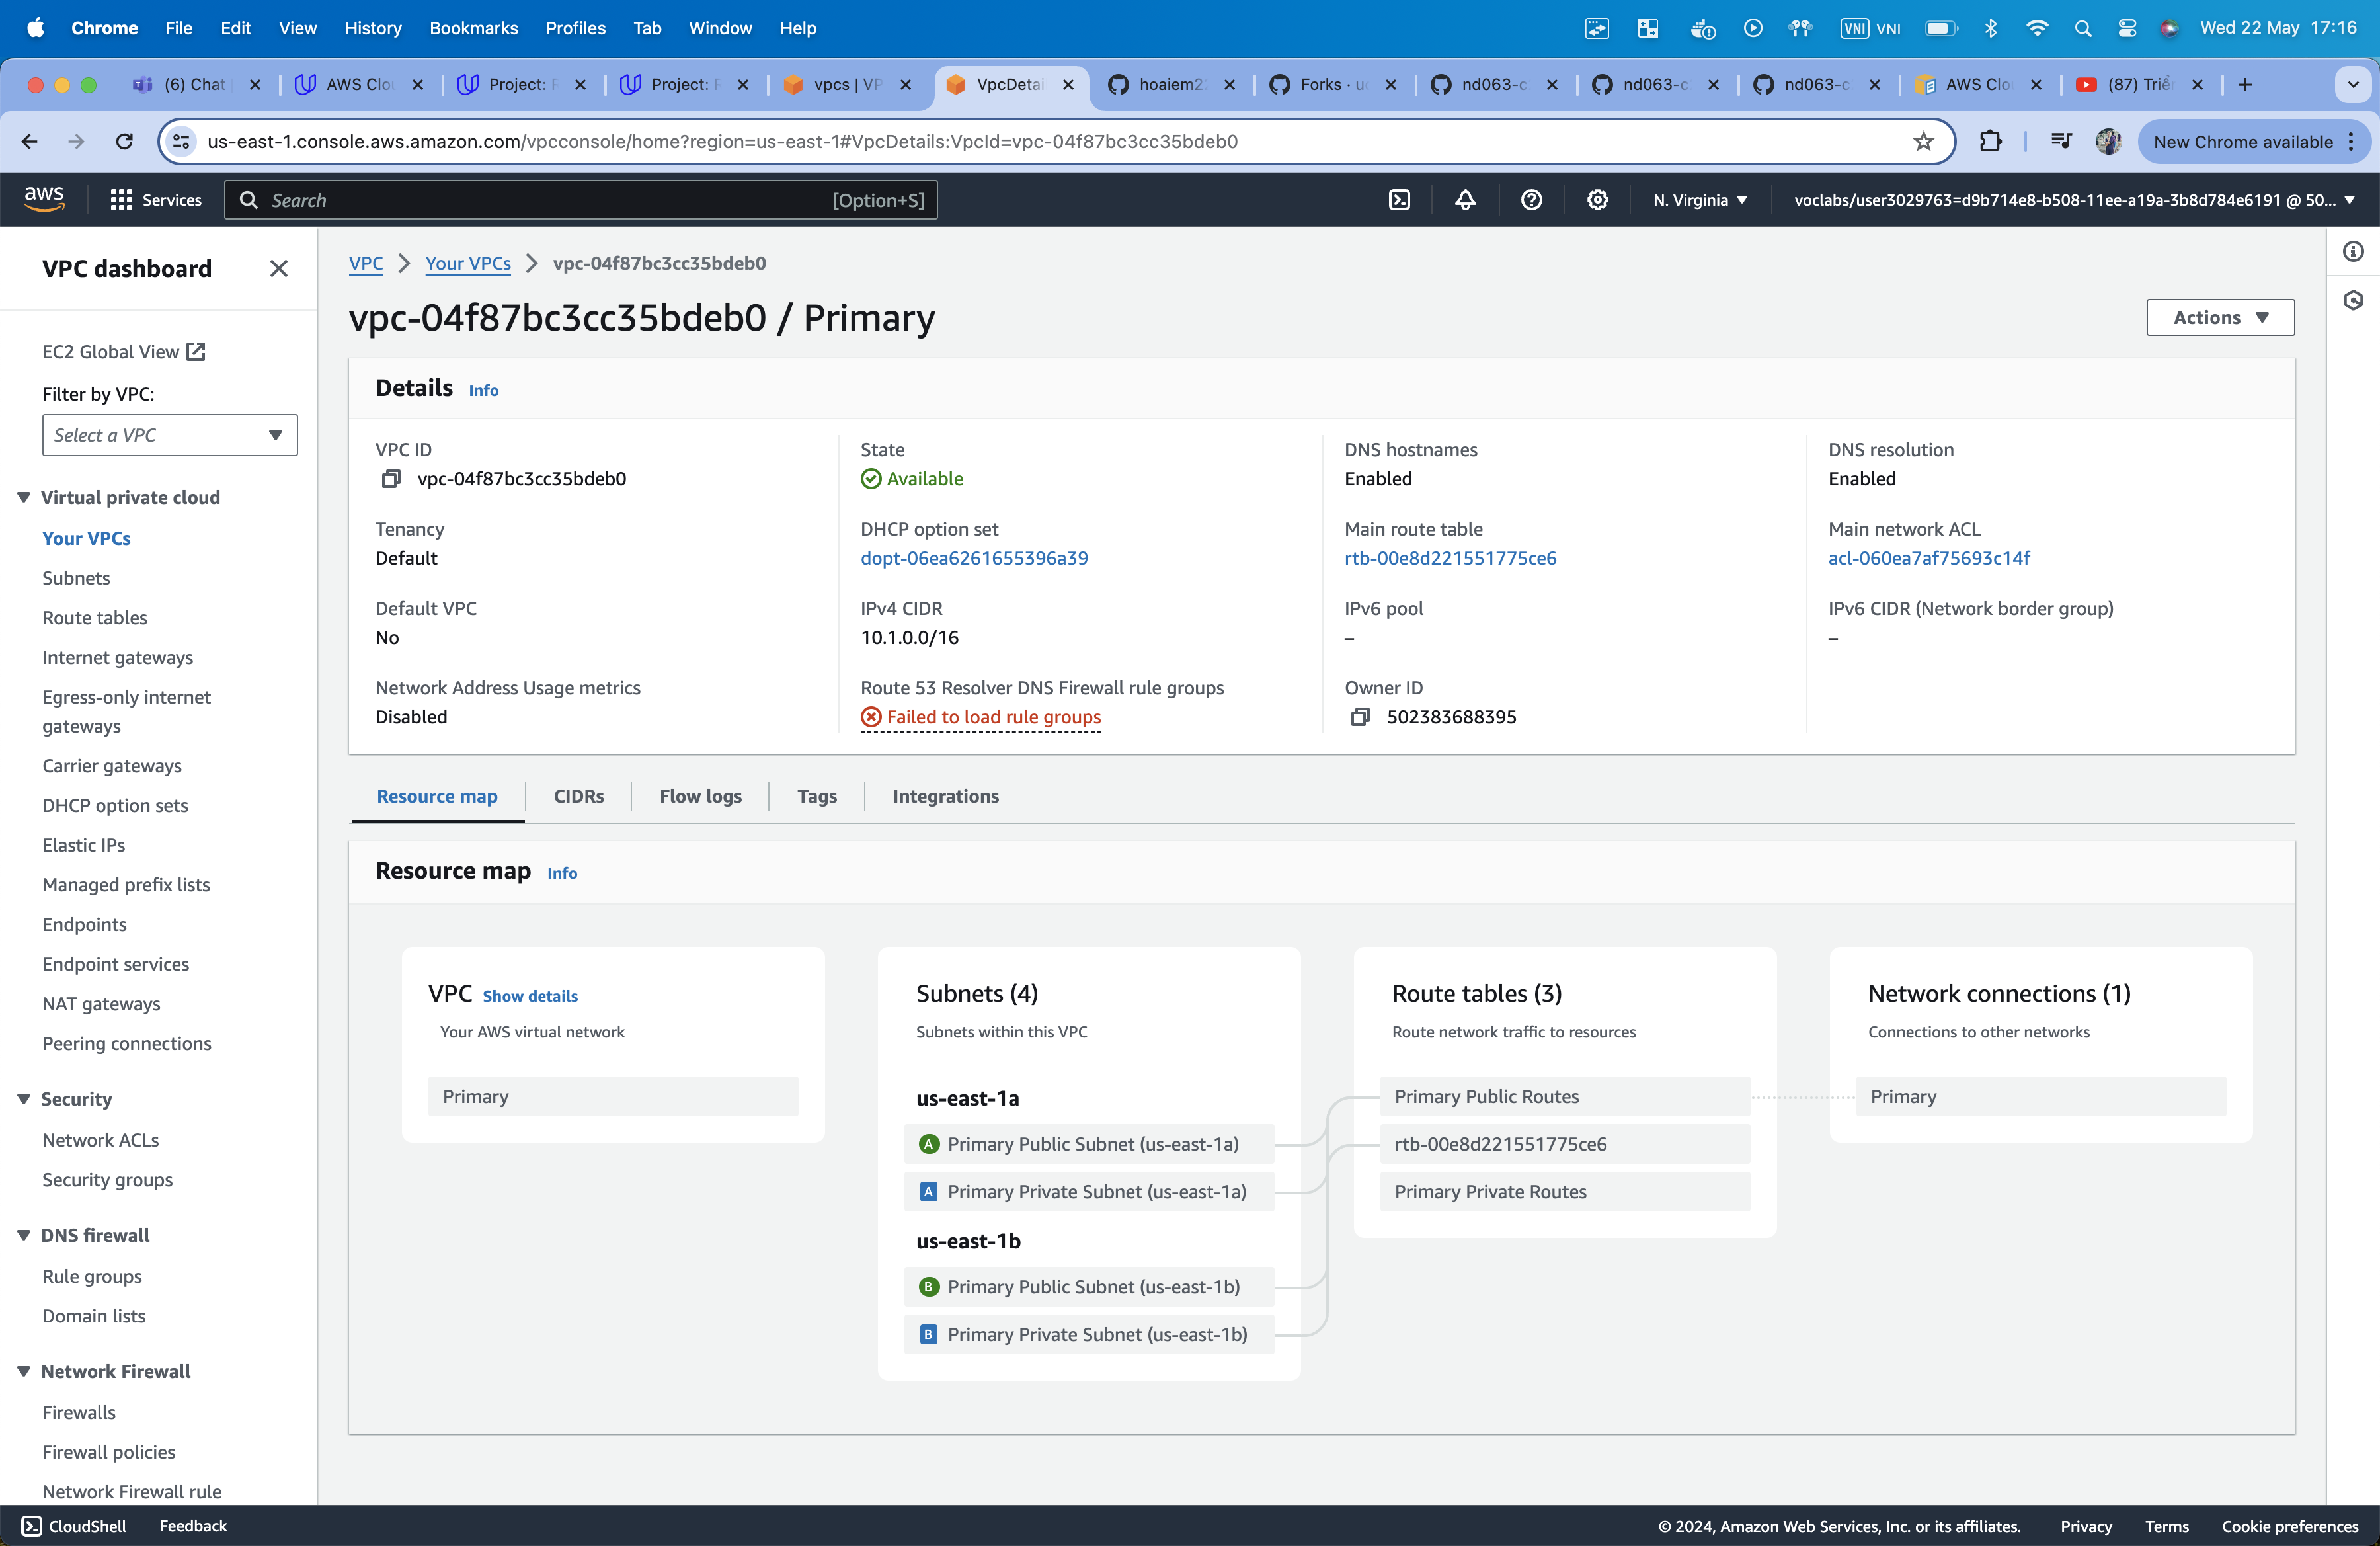 Chrome File Edit View History Bookmarks Profiles Tab Window Help VNI VNI Wed 22 May 17:16
(6) Chat AWS Clo Project: Project: vpcs | VP VpcDetai hoaiem2 Forks · u nd063-c nd063-c nd063-c AWS Clo (87) Triể
us-east-1.console.aws.amazon.com/vpcconsole/home?region=us-east-1#VpcDetails:VpcId=vpc-04f87bc3cc35bdeb0 New Chrome available
aws Services Search [Option+S] N. Virginia voclabs/user3029763=d9b714e8-b508-11ee-a19a-3b8d784e6191 @ 50...
VPC dashboard
EC2 Global View
Filter by VPC:
Select a VPC
Virtual private cloud
Your VPCs
Subnets
Route tables
Internet gateways
Egress-only internet
gateways
Carrier gateways
DHCP option sets
Elastic IPs
Managed prefix lists
Endpoints
Endpoint services
NAT gateways
Peering connections
Security
Network ACLs
Security groups
DNS firewall
Rule groups
Domain lists
Network Firewall
Firewalls
Firewall policies
Network Firewall rule
VPC Your VPCs vpc-04f87bc3cc35bdeb0
vpc-04f87bc3cc35bdeb0 / Primary
Actions
Details Info
VPC ID
vpc-04f87bc3cc35bdeb0
State
Available
DNS hostnames
Enabled
DNS resolution
Enabled
Tenancy
Default
DHCP option set
dopt-06ea6261655396a39
Main route table
rtb-00e8d221551775ce6
Main network ACL
acl-060ea7af75693c14f
Default VPC
No
IPv4 CIDR
10.1.0.0/16
IPv6 pool
–
IPv6 CIDR (Network border group)
–
Network Address Usage metrics
Disabled
Route 53 Resolver DNS Firewall rule groups
Failed to load rule groups
Owner ID
502383688395
Resource map CIDRs Flow logs Tags Integrations
Resource map Info
VPC Show details
Your AWS virtual network
Primary
Subnets (4)
Subnets within this VPC
us-east-1a
A Primary Public Subnet (us-east-1a)
A Primary Private Subnet (us-east-1a)
us-east-1b
B Primary Public Subnet (us-east-1b)
B Primary Private Subnet (us-east-1b)
Route tables (3)
Route network traffic to resources
Primary Public Routes
rtb-00e8d221551775ce6
Primary Private Routes
Network connections (1)
Connections to other networks
Primary
CloudShell Feedback © 2024, Amazon Web Services, Inc. or its affiliates. Privacy Terms Cookie preferences